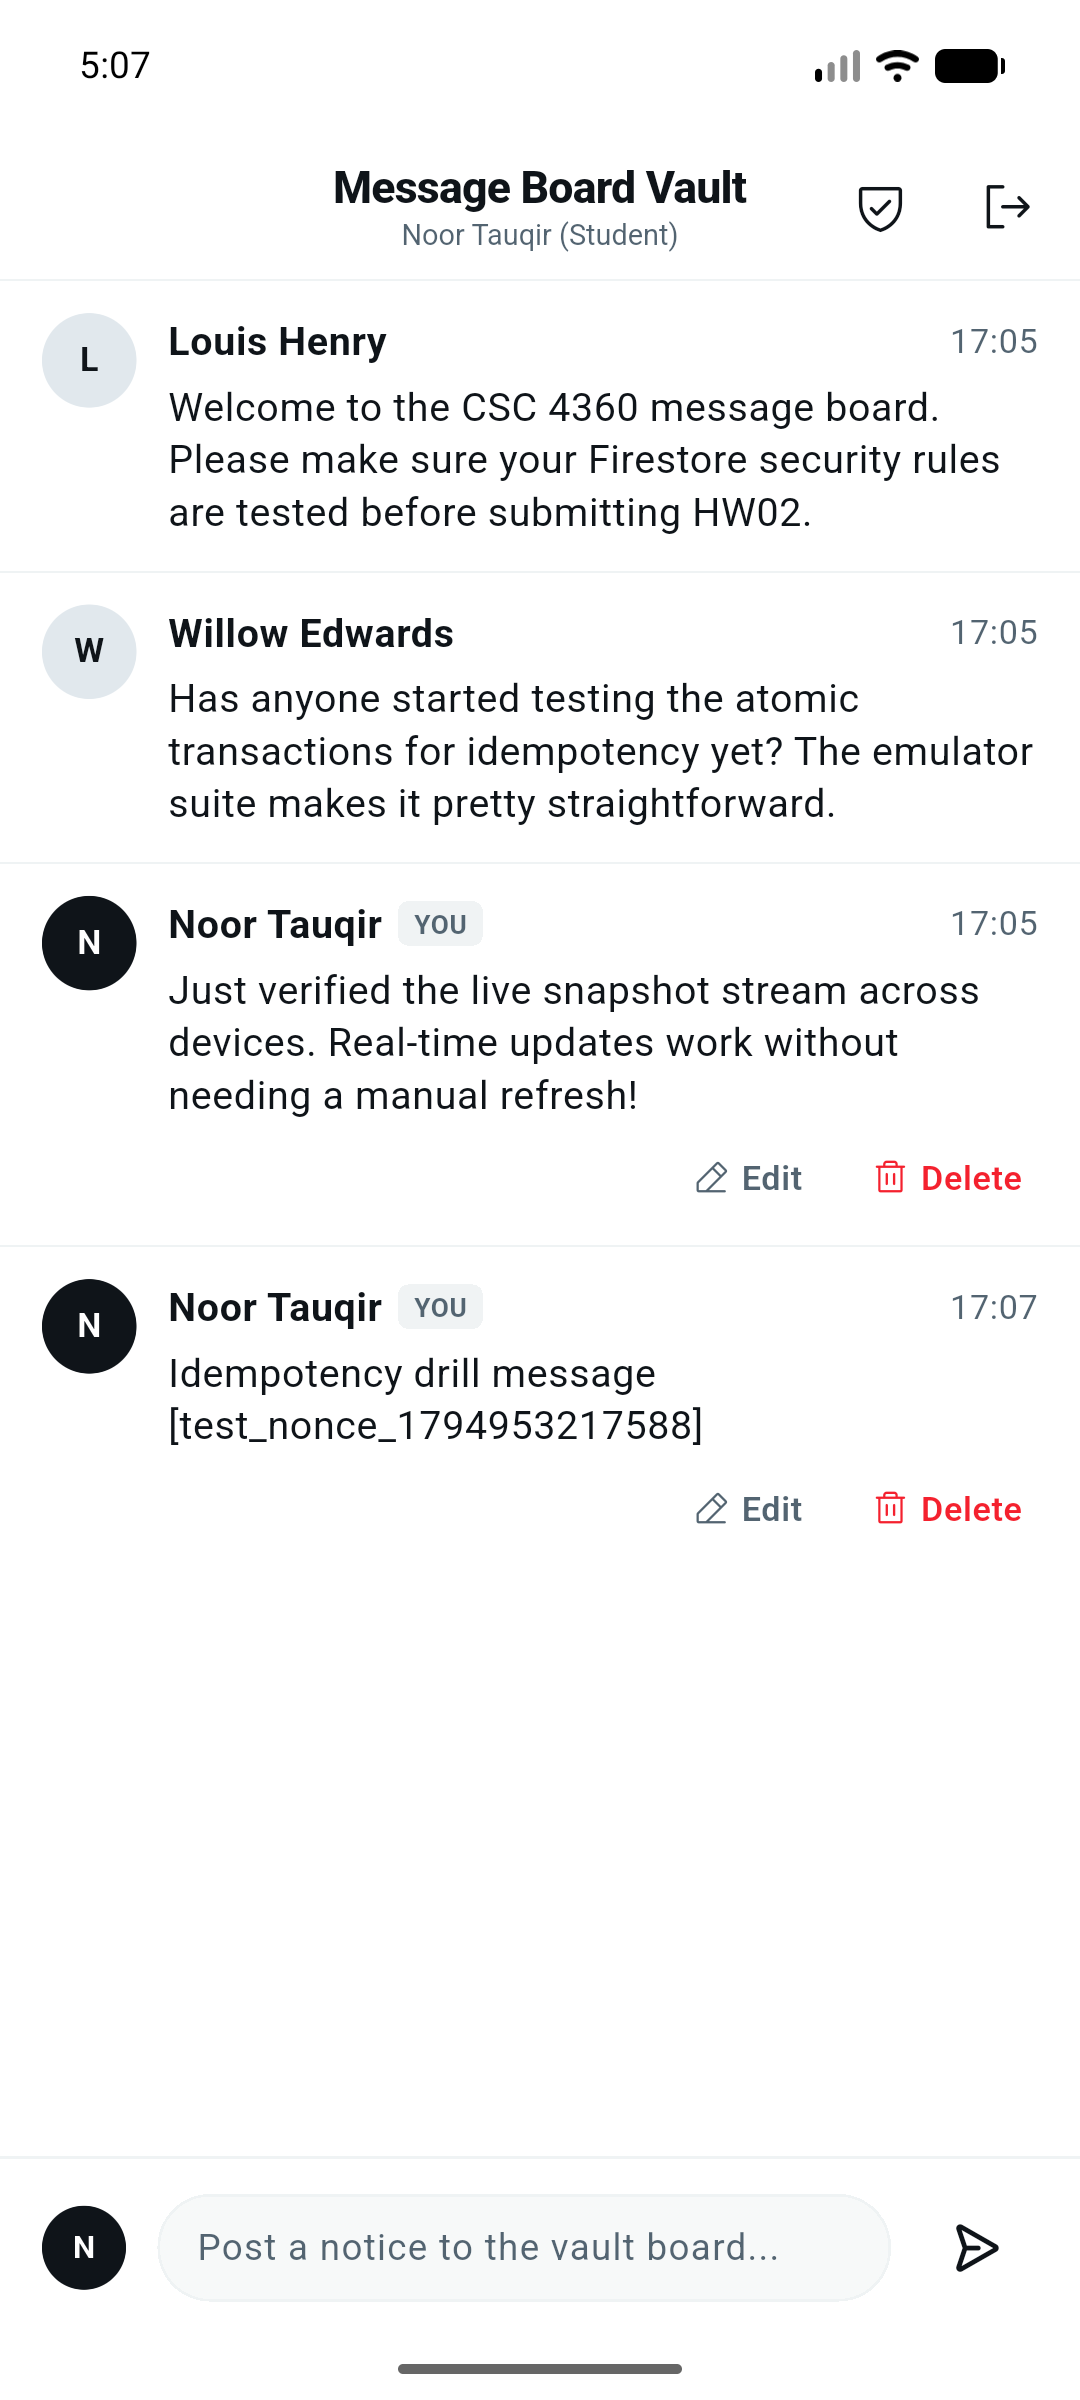 5:07
Message Board Vault
Noor Tauqir (Student)
L
Louis Henry
17:05
Welcome to the CSC 4360 message board.
Please make sure your Firestore security rules
are tested before submitting HW02.
W
Willow Edwards
17:05
Has anyone started testing the atomic
transactions for idempotency yet? The emulator
suite makes it pretty straightforward.
N
Noor Tauqir YOU
17:05
Just verified the live snapshot stream across
devices. Real-time updates work without
needing a manual refresh!
Edit Delete
N
Noor Tauqir YOU
17:07
Idempotency drill message
[test_nonce_1794953217588]
Edit Delete
N
Post a notice to the vault board...